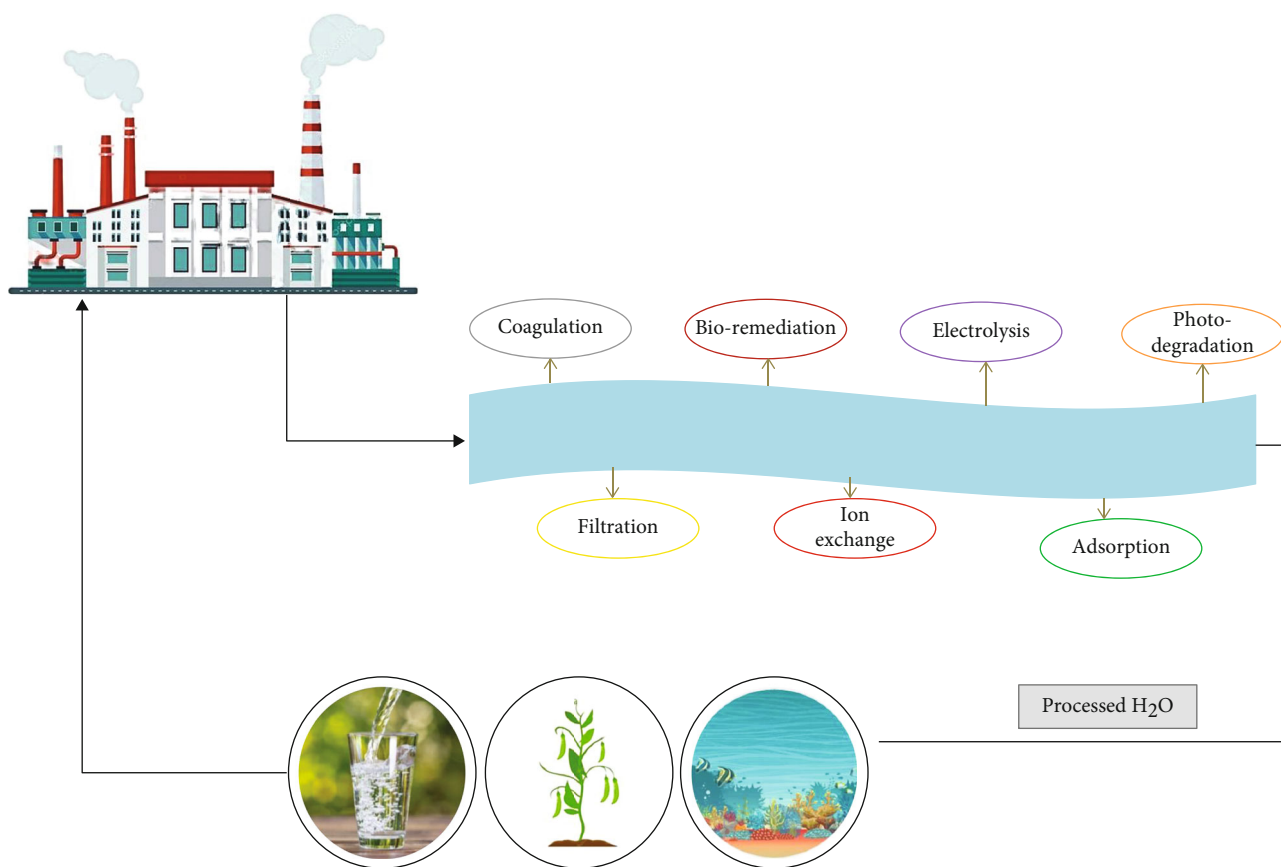 Coagulation
Bio-remediation
Electrolysis
Photo-
degradation
Filtration
Ion
exchange
Adsorption
Processed H₂O